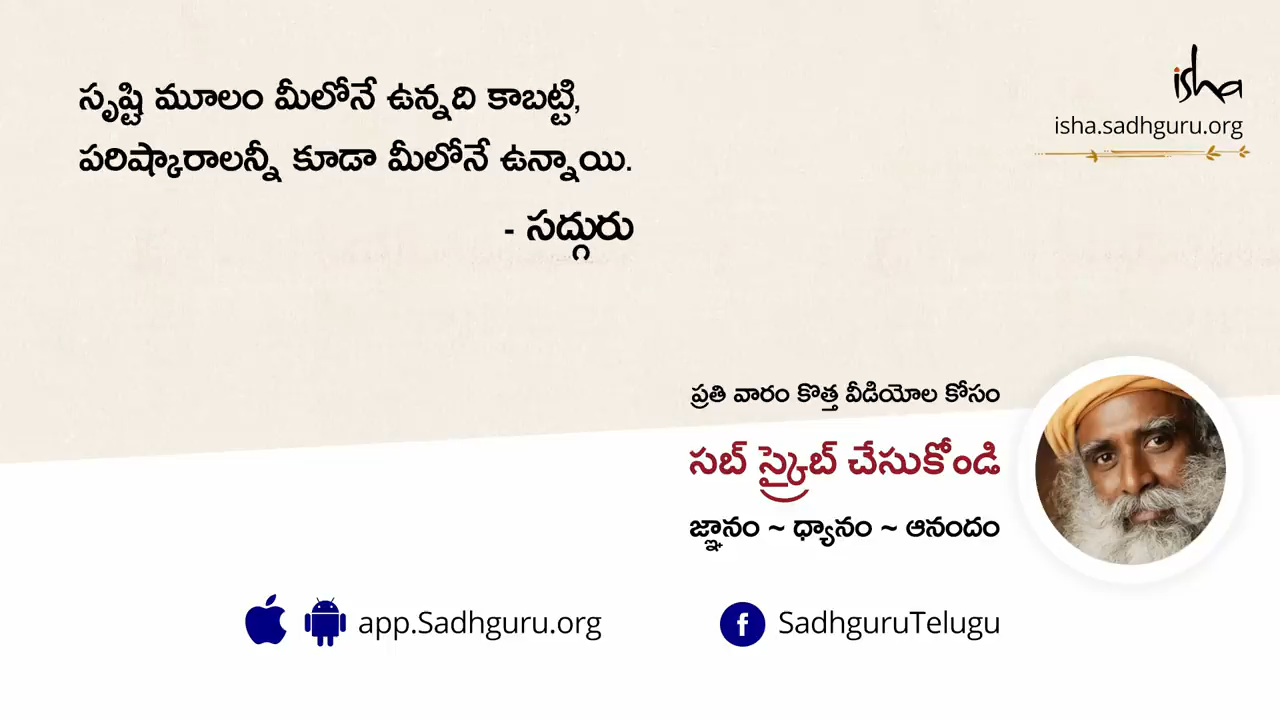 సృష్టి మూలం మీలోనే ఉన్నది కాబట్టి,
పరిష్కారాలన్నీ కూడా మీలోనే ఉన్నాయి.
- సద్గురు
isha
isha.sadhguru.org
ప్రతి వారం కొత్త వీడియోల కోసం
సబ్ స్క్రైబ్ చేసుకోండి
జ్ఞానం ~ ధ్యానం ~ ఆనందం
app.Sadhguru.org
f SadhguruTelugu